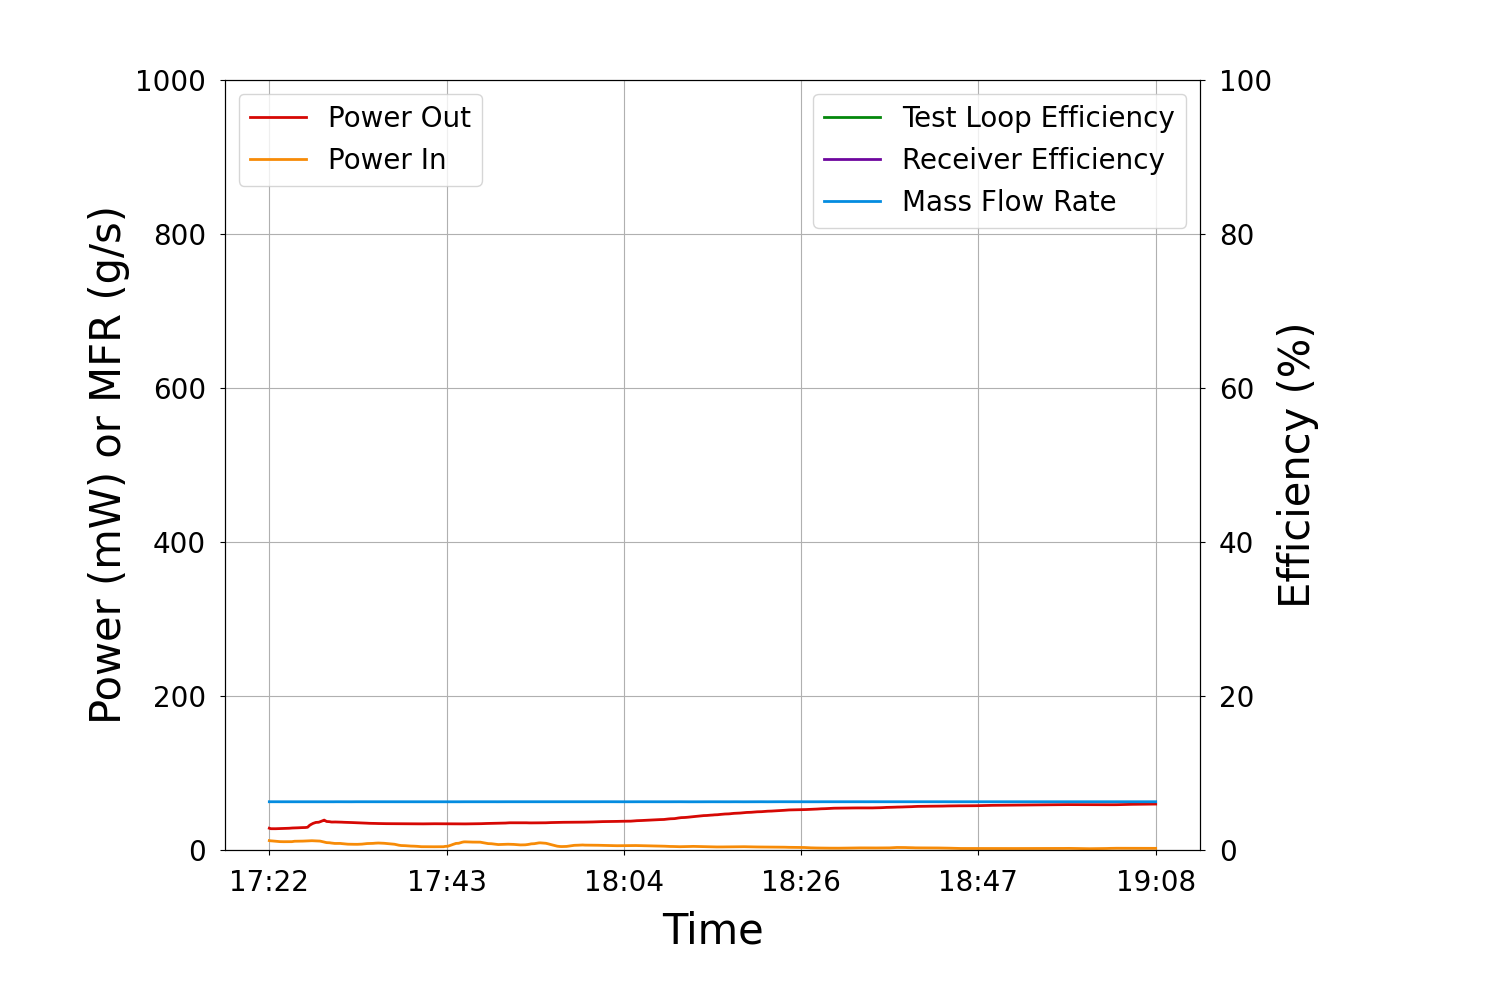 Power (mW) or MFR (g/s)
1000
800
600
400
200
0
Power Out
Power In
Test Loop Efficiency
Receiver Efficiency
Mass Flow Rate
100
80
60
40
20
0
Efficiency (%)
17:22 17:43 18:04 18:26 18:47 19:08
Time